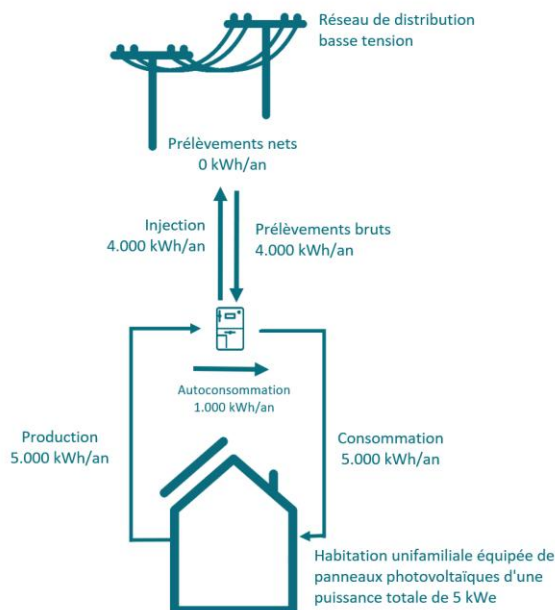 Réseau de distribution
basse tension
Prélèvements nets
0 kWh/an
Injection
4.000 kWh/an
Prélèvements bruts
4.000 kWh/an
Autoconsommation
1.000 kWh/an
Production
5.000 kWh/an
Consommation
5.000 kWh/an
Habitation unifamiliale équipée de
panneaux photovoltaïques d'une
puissance totale de 5 kWe